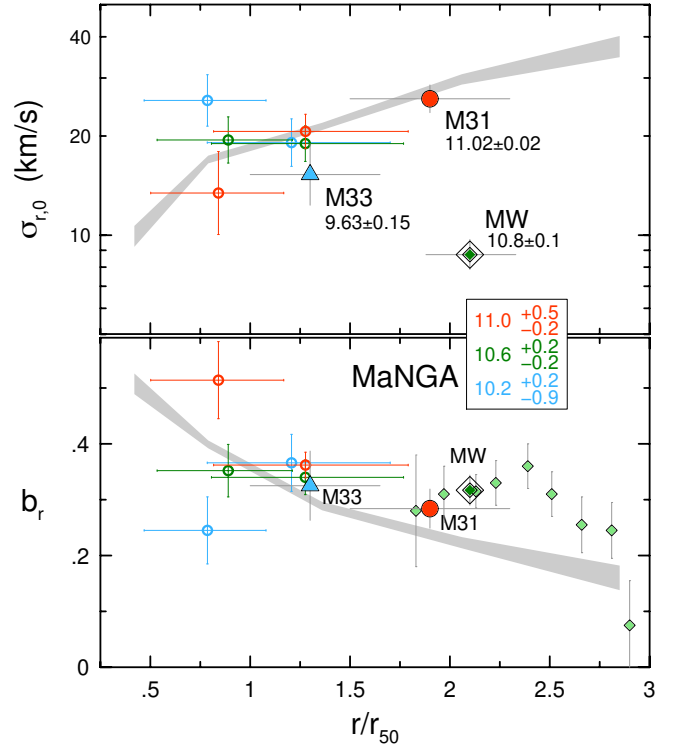 40
30
20
10
σr,0 (km/s)
M31
11.02±0.02
M33
9.63±0.15
MW
10.8±0.1
11.0 +0.5 −0.2
10.6 +0.2 −0.2
10.2 +0.2 −0.9
MaNGA
.4
.2
0
br
MW
M33
M31
.5 1 1.5 2 2.5 3
r/r50